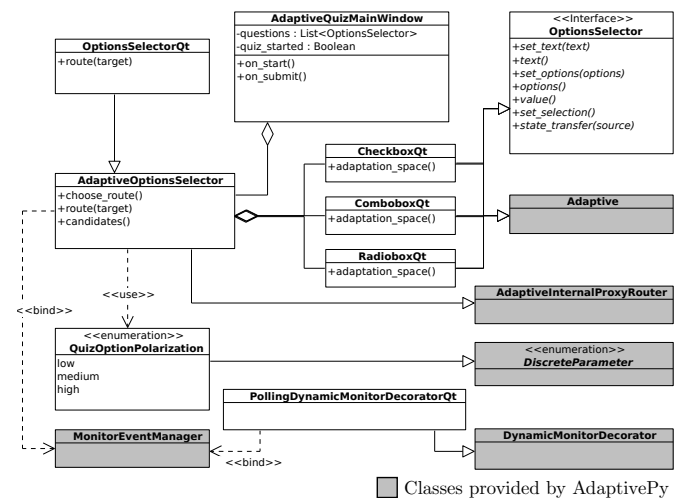 OptionsSelectorQt
+route(target)
AdaptiveQuizMainWindow
-questions : List<OptionsSelector>
-quiz_started : Boolean
+on_start()
+on_submit()
<<Interface>>
OptionsSelector
+set_text(text)
+text()
+set_options(options)
+options()
+value()
+set_selection()
+state_transfer(source)
CheckboxQt
+adaptation_space()
AdaptiveOptionsSelector
+choose_route()
+route(target)
+candidates()
ComboboxQt
+adaptation_space()
Adaptive
RadioboxQt
+adaptation_space()
<<use>>
AdaptiveInternalProxyRouter
<<bind>>
<<enumeration>>
QuizOptionPolarization
low
medium
high
<<enumeration>>
DiscreteParameter
PollingDynamicMonitorDecoratorQt
MonitorEventManager
<<bind>>
DynamicMonitorDecorator
Classes provided by AdaptivePy